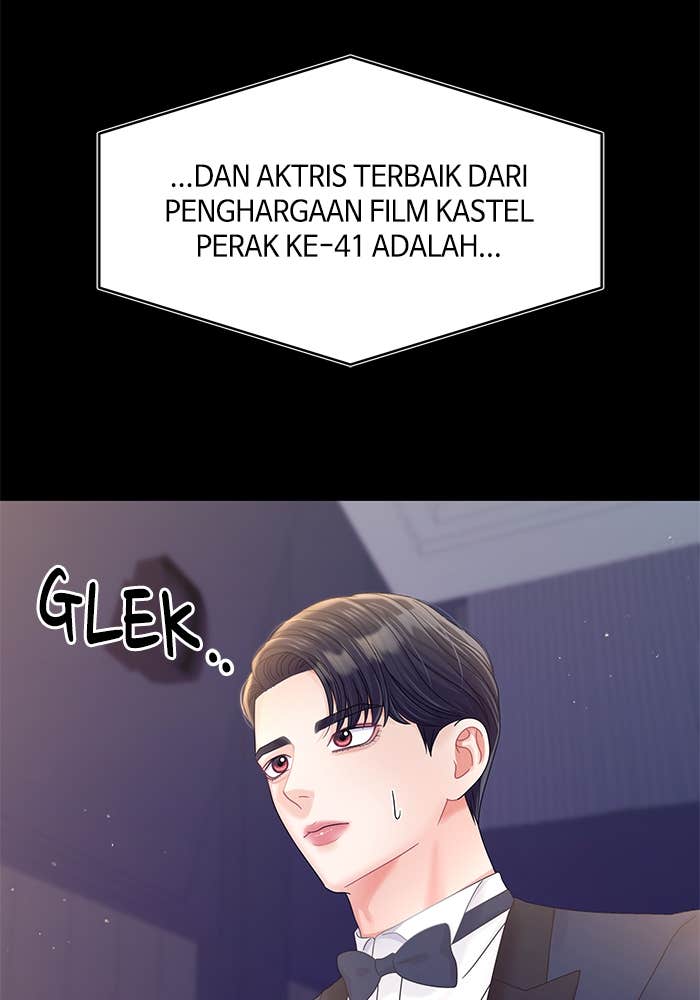 ...DAN AKTRIS TERBAIK DARI
PENGHARGAAN FILM KASTEL
PERAK KE-41 ADALAH...
GLEK..